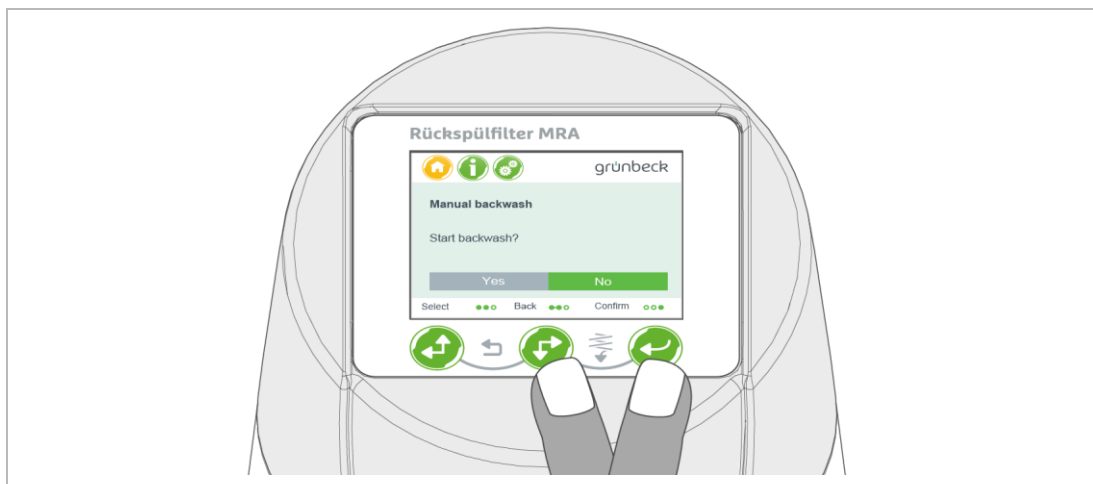 Rückspülfilter MRA
grünbeck
Manual backwash
Start backwash?
Yes No
Select Back Confirm